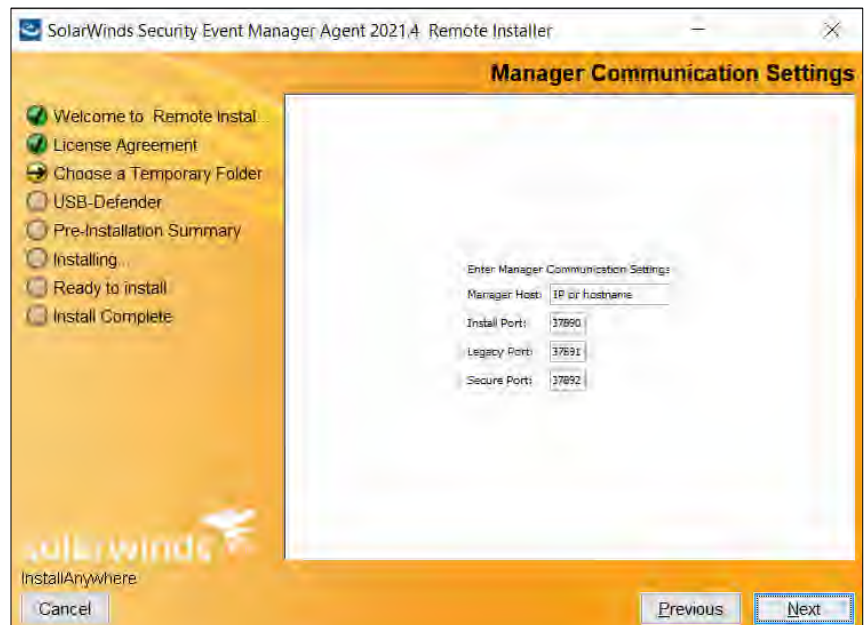 SolarWinds Security Event Manager Agent 2021.4 Remote Installer
Manager Communication Settings
Welcome to Remote Instal...
License Agreement
Choose a Temporary Folder
USB-Defender
Pre-Installation Summary
Installing...
Ready to install
Install Complete
Enter Manager Communication Settings
Manager Host: IP or hostname
Install Port: 37890
Legacy Port: 37891
Secure Port: 37892
solarwinds
InstallAnywhere
Cancel
Previous
Next